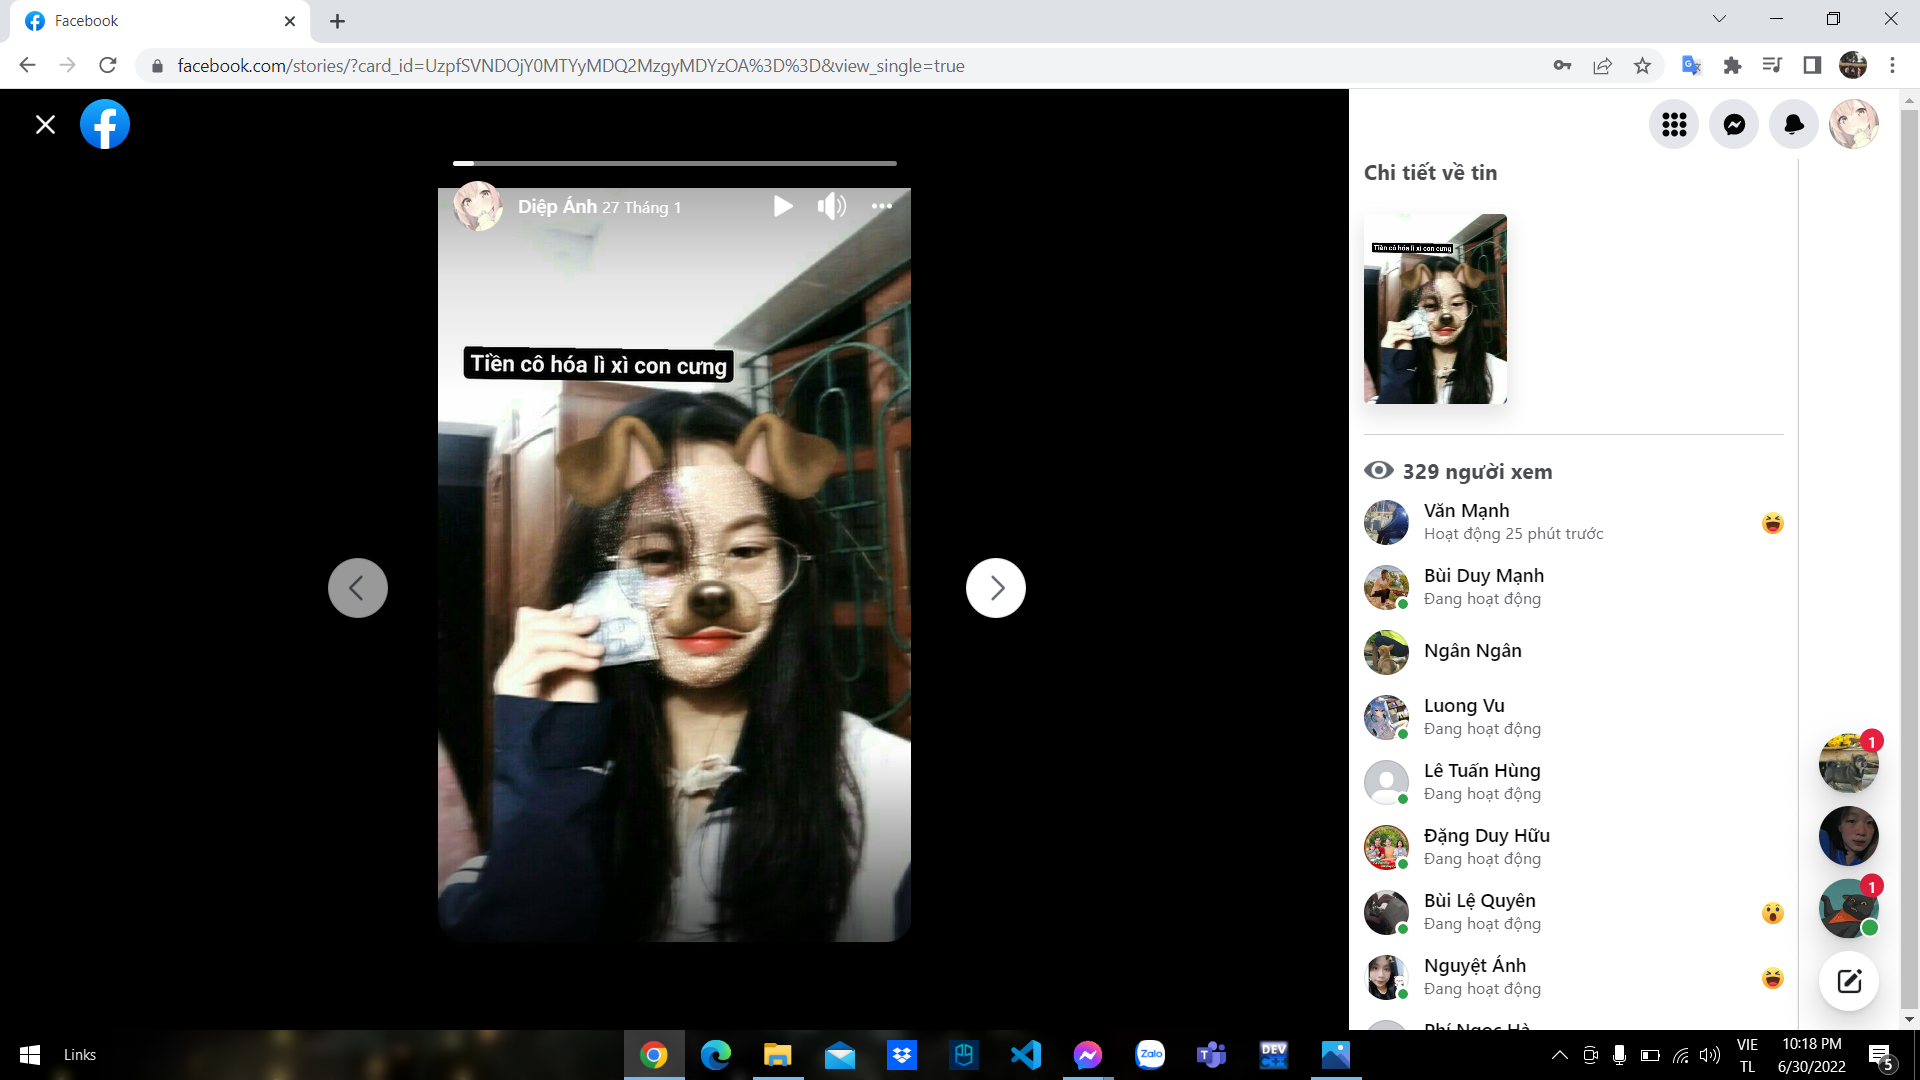 Facebook
facebook.com/stories/?card_id=UzpfSVNDOjY0MTYyMDQ2MzgyMDYzOA%3D%3D&view_single=true
Diệp Ánh 27 Tháng 1
Tiền cô hóa lì xì con cưng
Chi tiết về tin
Tiền cô hóa lì xì con cưng
329 người xem
Văn Mạnh
Hoạt động 25 phút trước
Bùi Duy Mạnh
Đang hoạt động
Ngân Ngân
Luong Vu
Đang hoạt động
Lê Tuấn Hùng
Đang hoạt động
Đặng Duy Hữu
Đang hoạt động
Bùi Lệ Quyên
Đang hoạt động
Nguyệt Ánh
Đang hoạt động
Phí Ngọc Hà
1
1
Links
Zalo
DEV
C++
VIE
TL
10:18 PM
6/30/2022
5